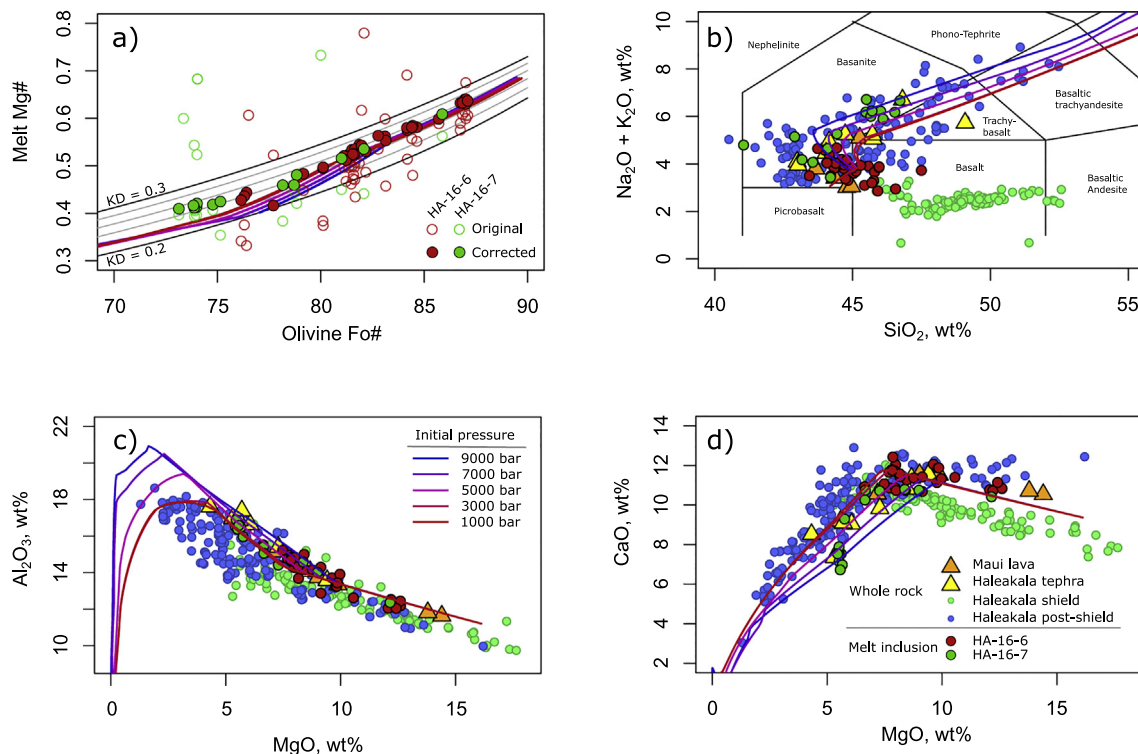 a)
Melt Mg#
0.8
0.7
0.6
0.5
0.4
0.3
KD = 0.3
KD = 0.2
HA-16-6
HA-16-7
Original
Corrected
70 75 80 85 90
Olivine Fo#
b)
Na2O + K2O, wt%
10
8
6
4
2
0
Nephelinite
Phono-Tephrite
Basanite
Basaltic
trachyandesite
Trachy-
basalt
Basalt
Basaltic
Andesite
Picrobasalt
40 45 50 55
SiO2, wt%
c)
Al2O3, wt%
22
18
14
10
Initial pressure
9000 bar
7000 bar
5000 bar
3000 bar
1000 bar
0 5 10 15
MgO, wt%
d)
CaO, wt%
14
12
10
8
6
4
2
Whole rock
Maui lava
Haleakala tephra
Haleakala shield
Haleakala post-shield
Melt inclusion
HA-16-6
HA-16-7
0 5 10 15
MgO, wt%